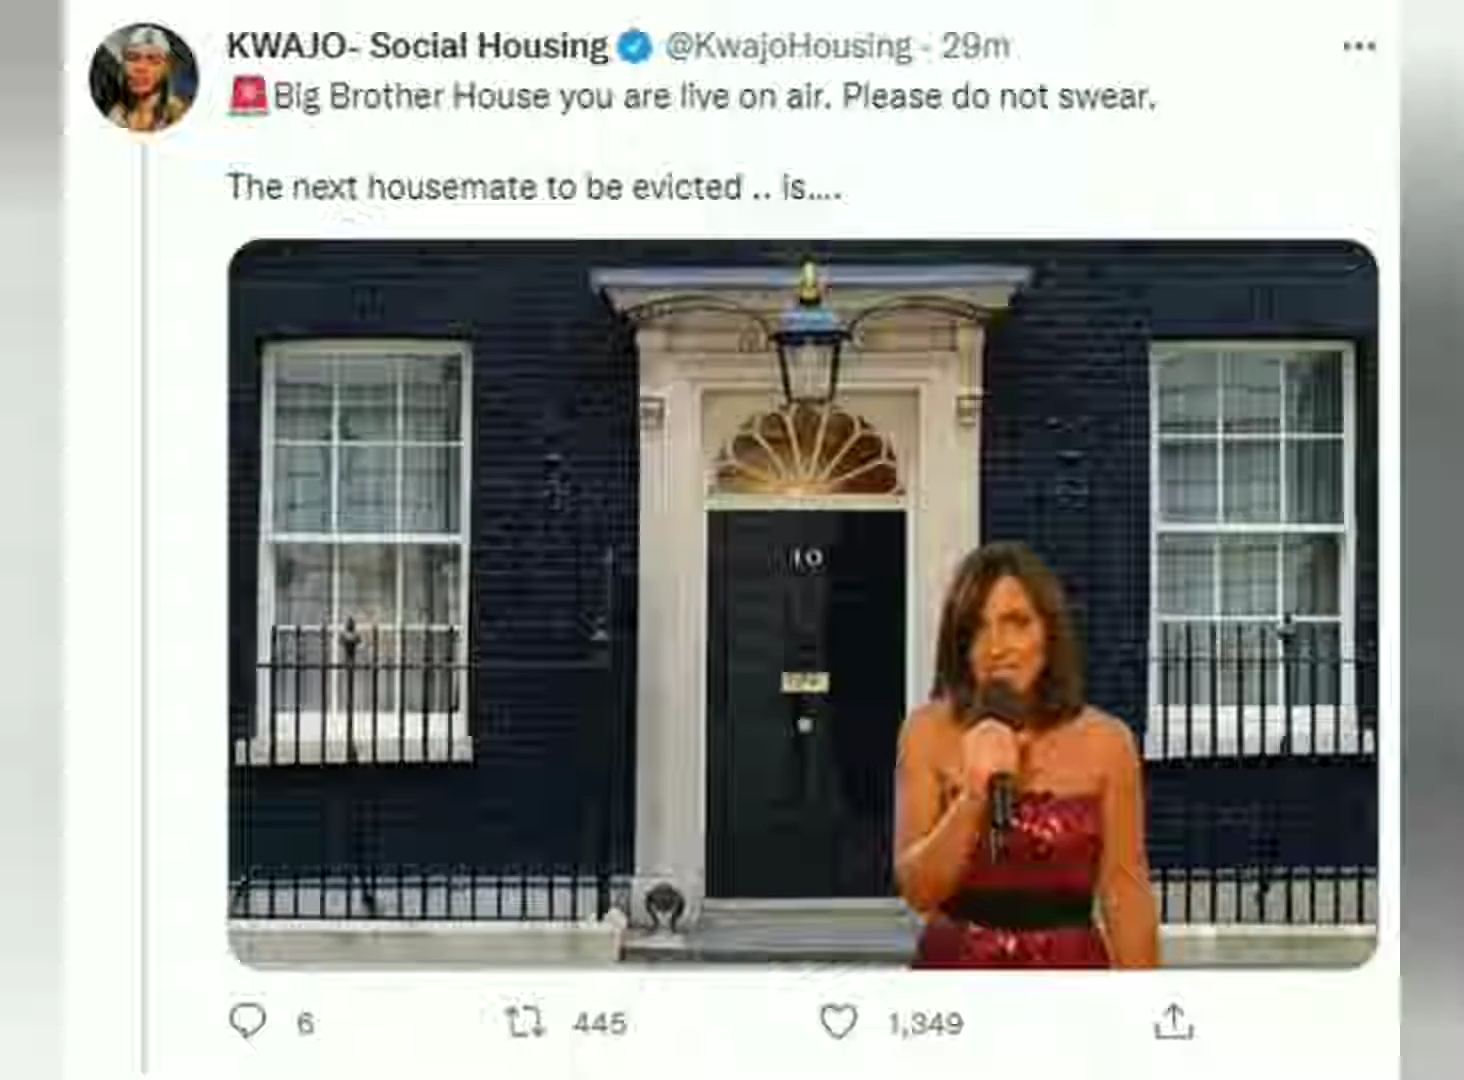 KWAJO- Social Housing @KwajoHousing · 29m
🚨Big Brother House you are live on air. Please do not swear.
The next housemate to be evicted .. is....
10
6
445
1,349